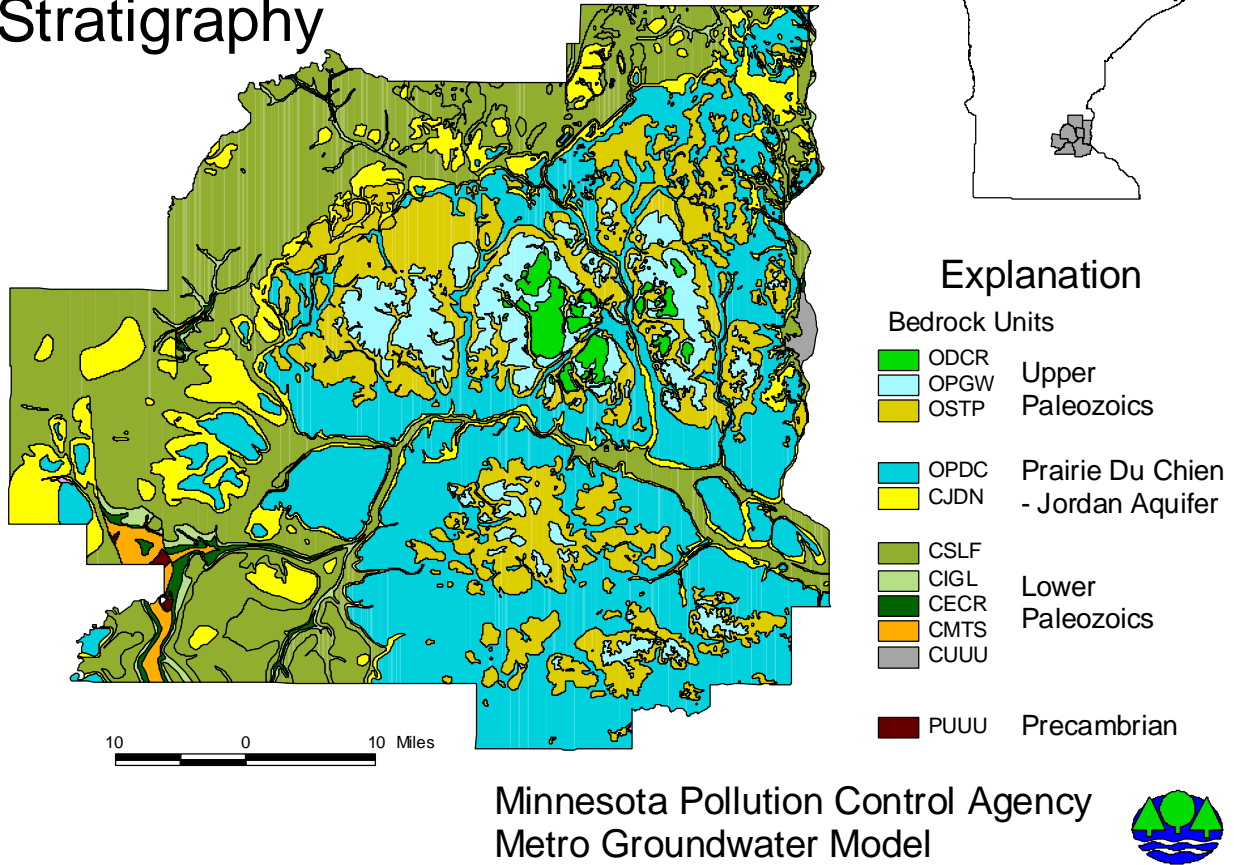 Stratigraphy
Explanation
Bedrock Units
ODCR
OPGW
OSTP
Upper
Paleozoics
OPDC
CJDN
Prairie Du Chien
- Jordan Aquifer
CSLF
CIGL
CECR
CMTS
CUUU
Lower
Paleozoics
PUUU
Precambrian
10 0 10 Miles
Minnesota Pollution Control Agency
Metro Groundwater Model